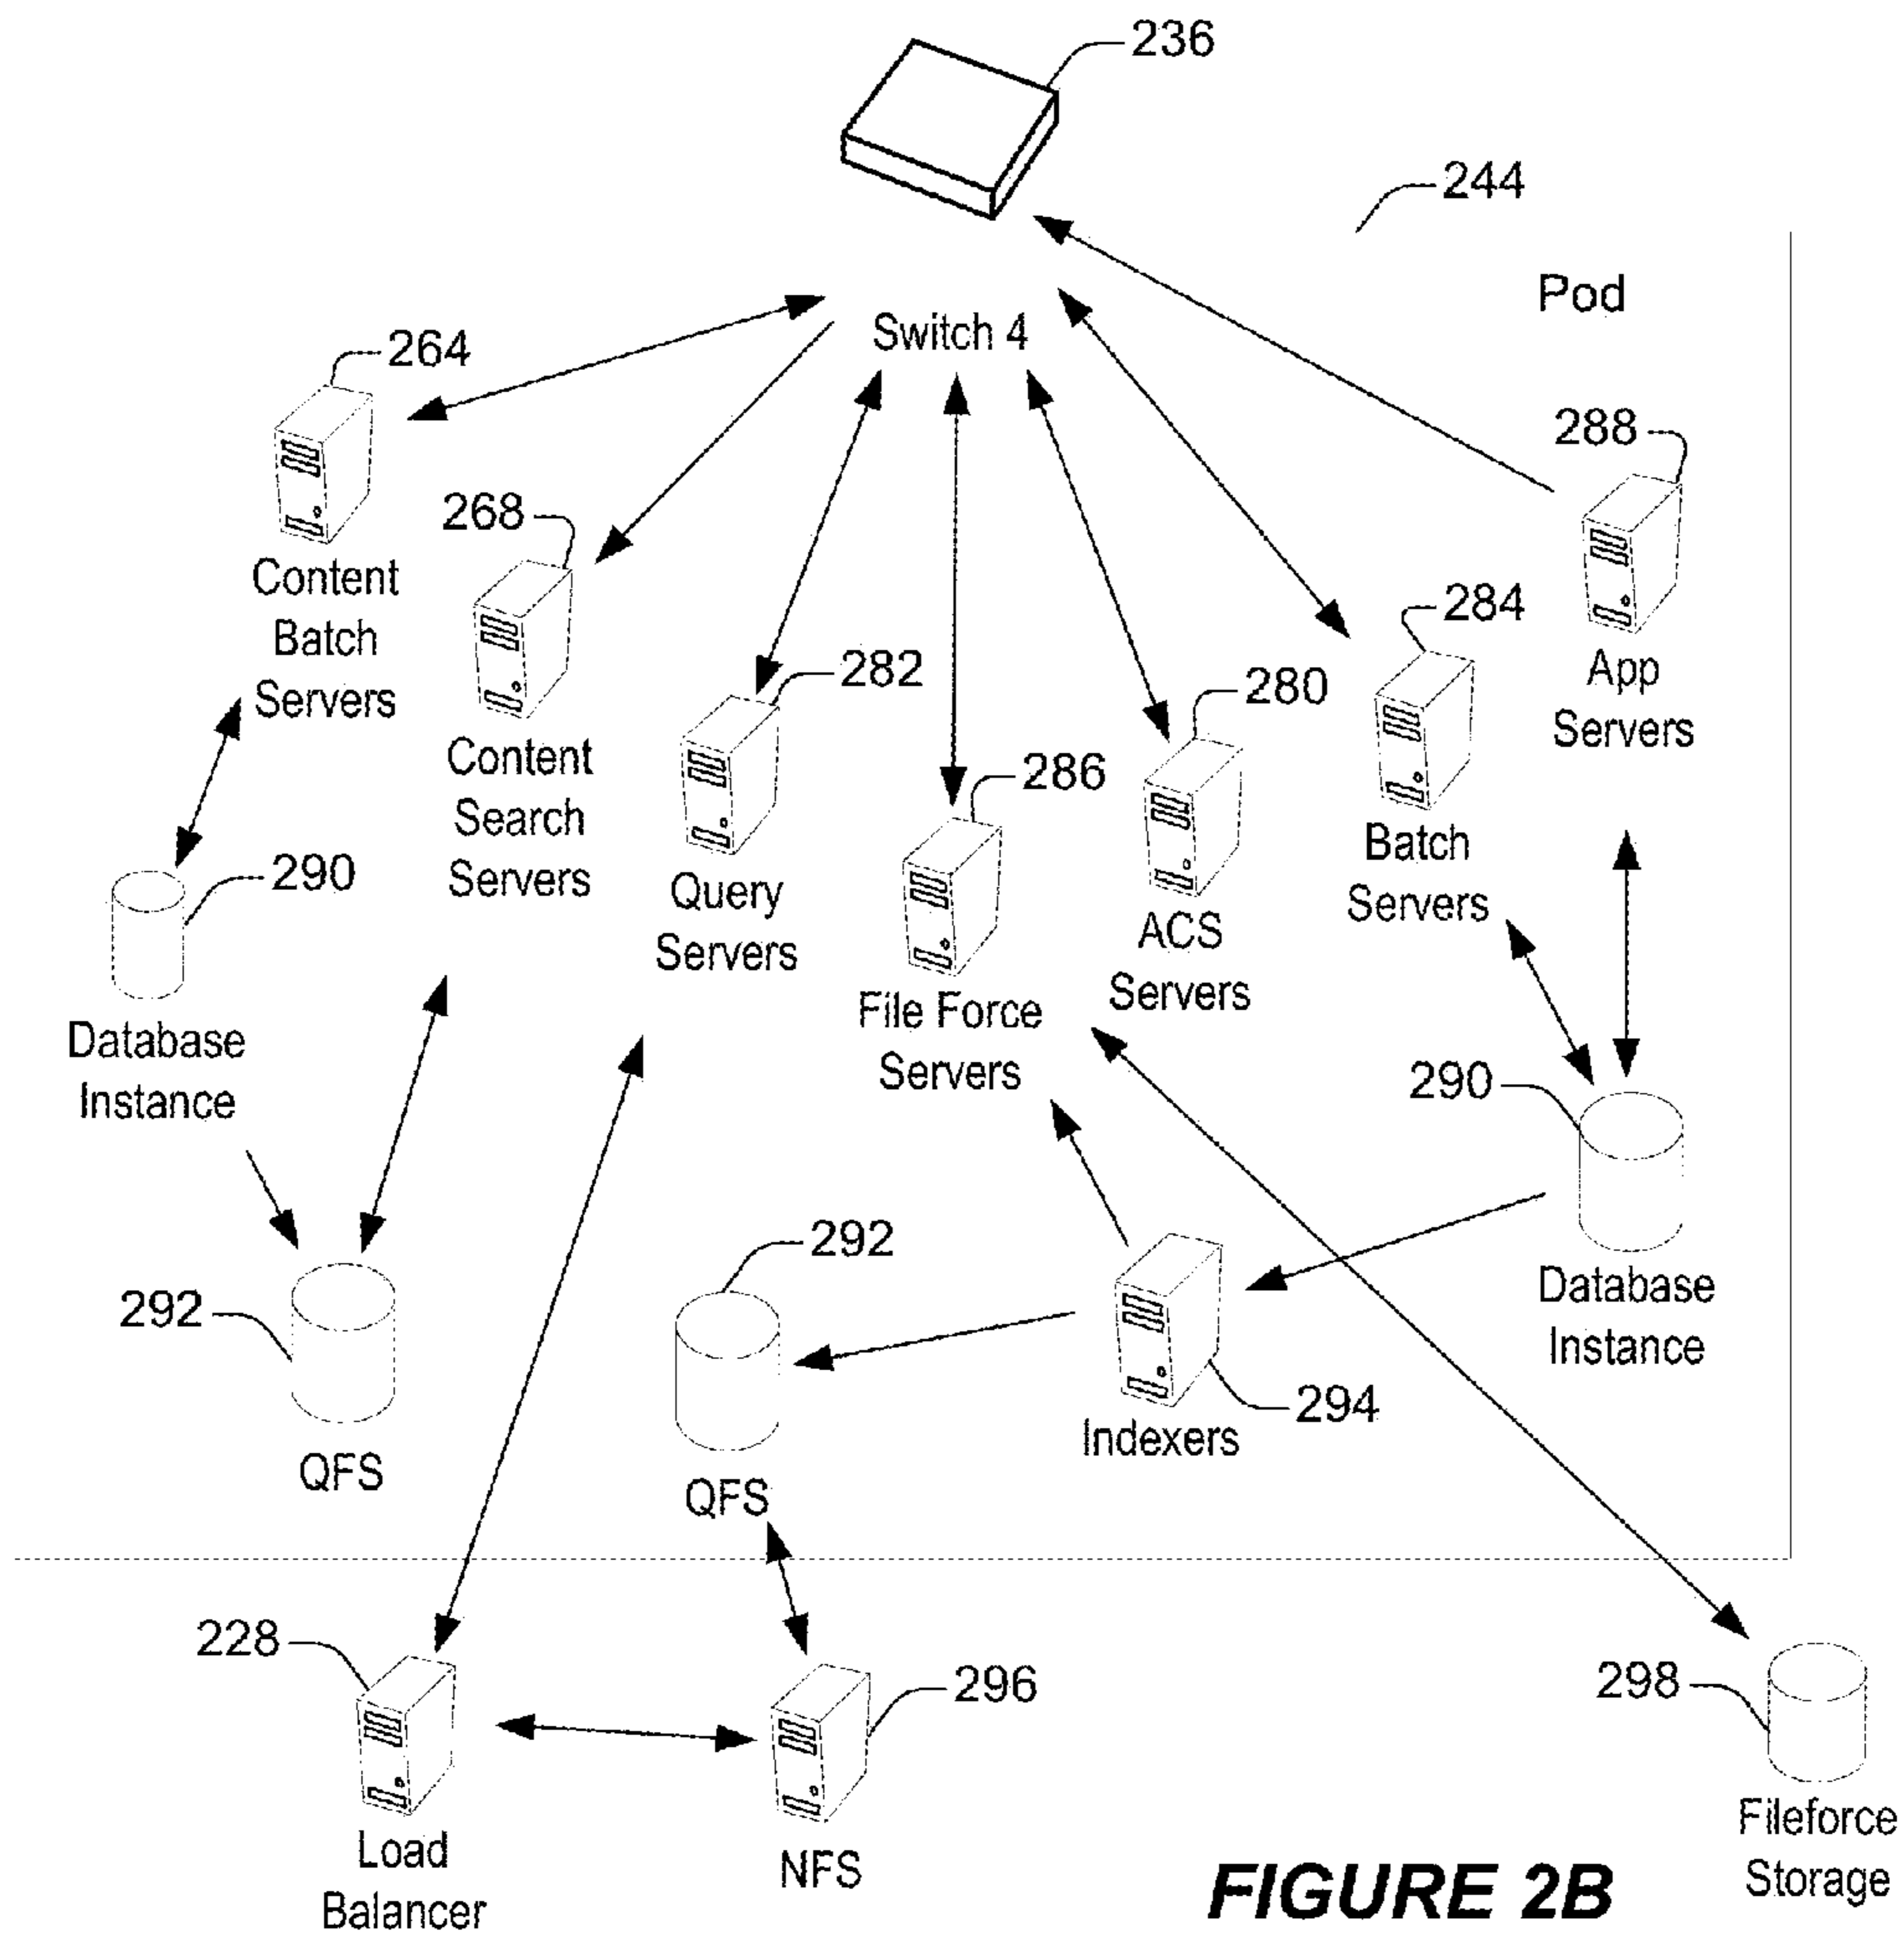 236
244
Pod
Switch 4
264
Content
Batch
Servers
268
Content
Search
Servers
282
Query
Servers
286
File Force
Servers
280
ACS
Servers
284
Batch
Servers
288
App
Servers
290
Database
Instance
290
Database
Instance
292
QFS
292
QFS
294
Indexers
228
Load
Balancer
296
NFS
298
Fileforce
Storage
FIGURE 2B